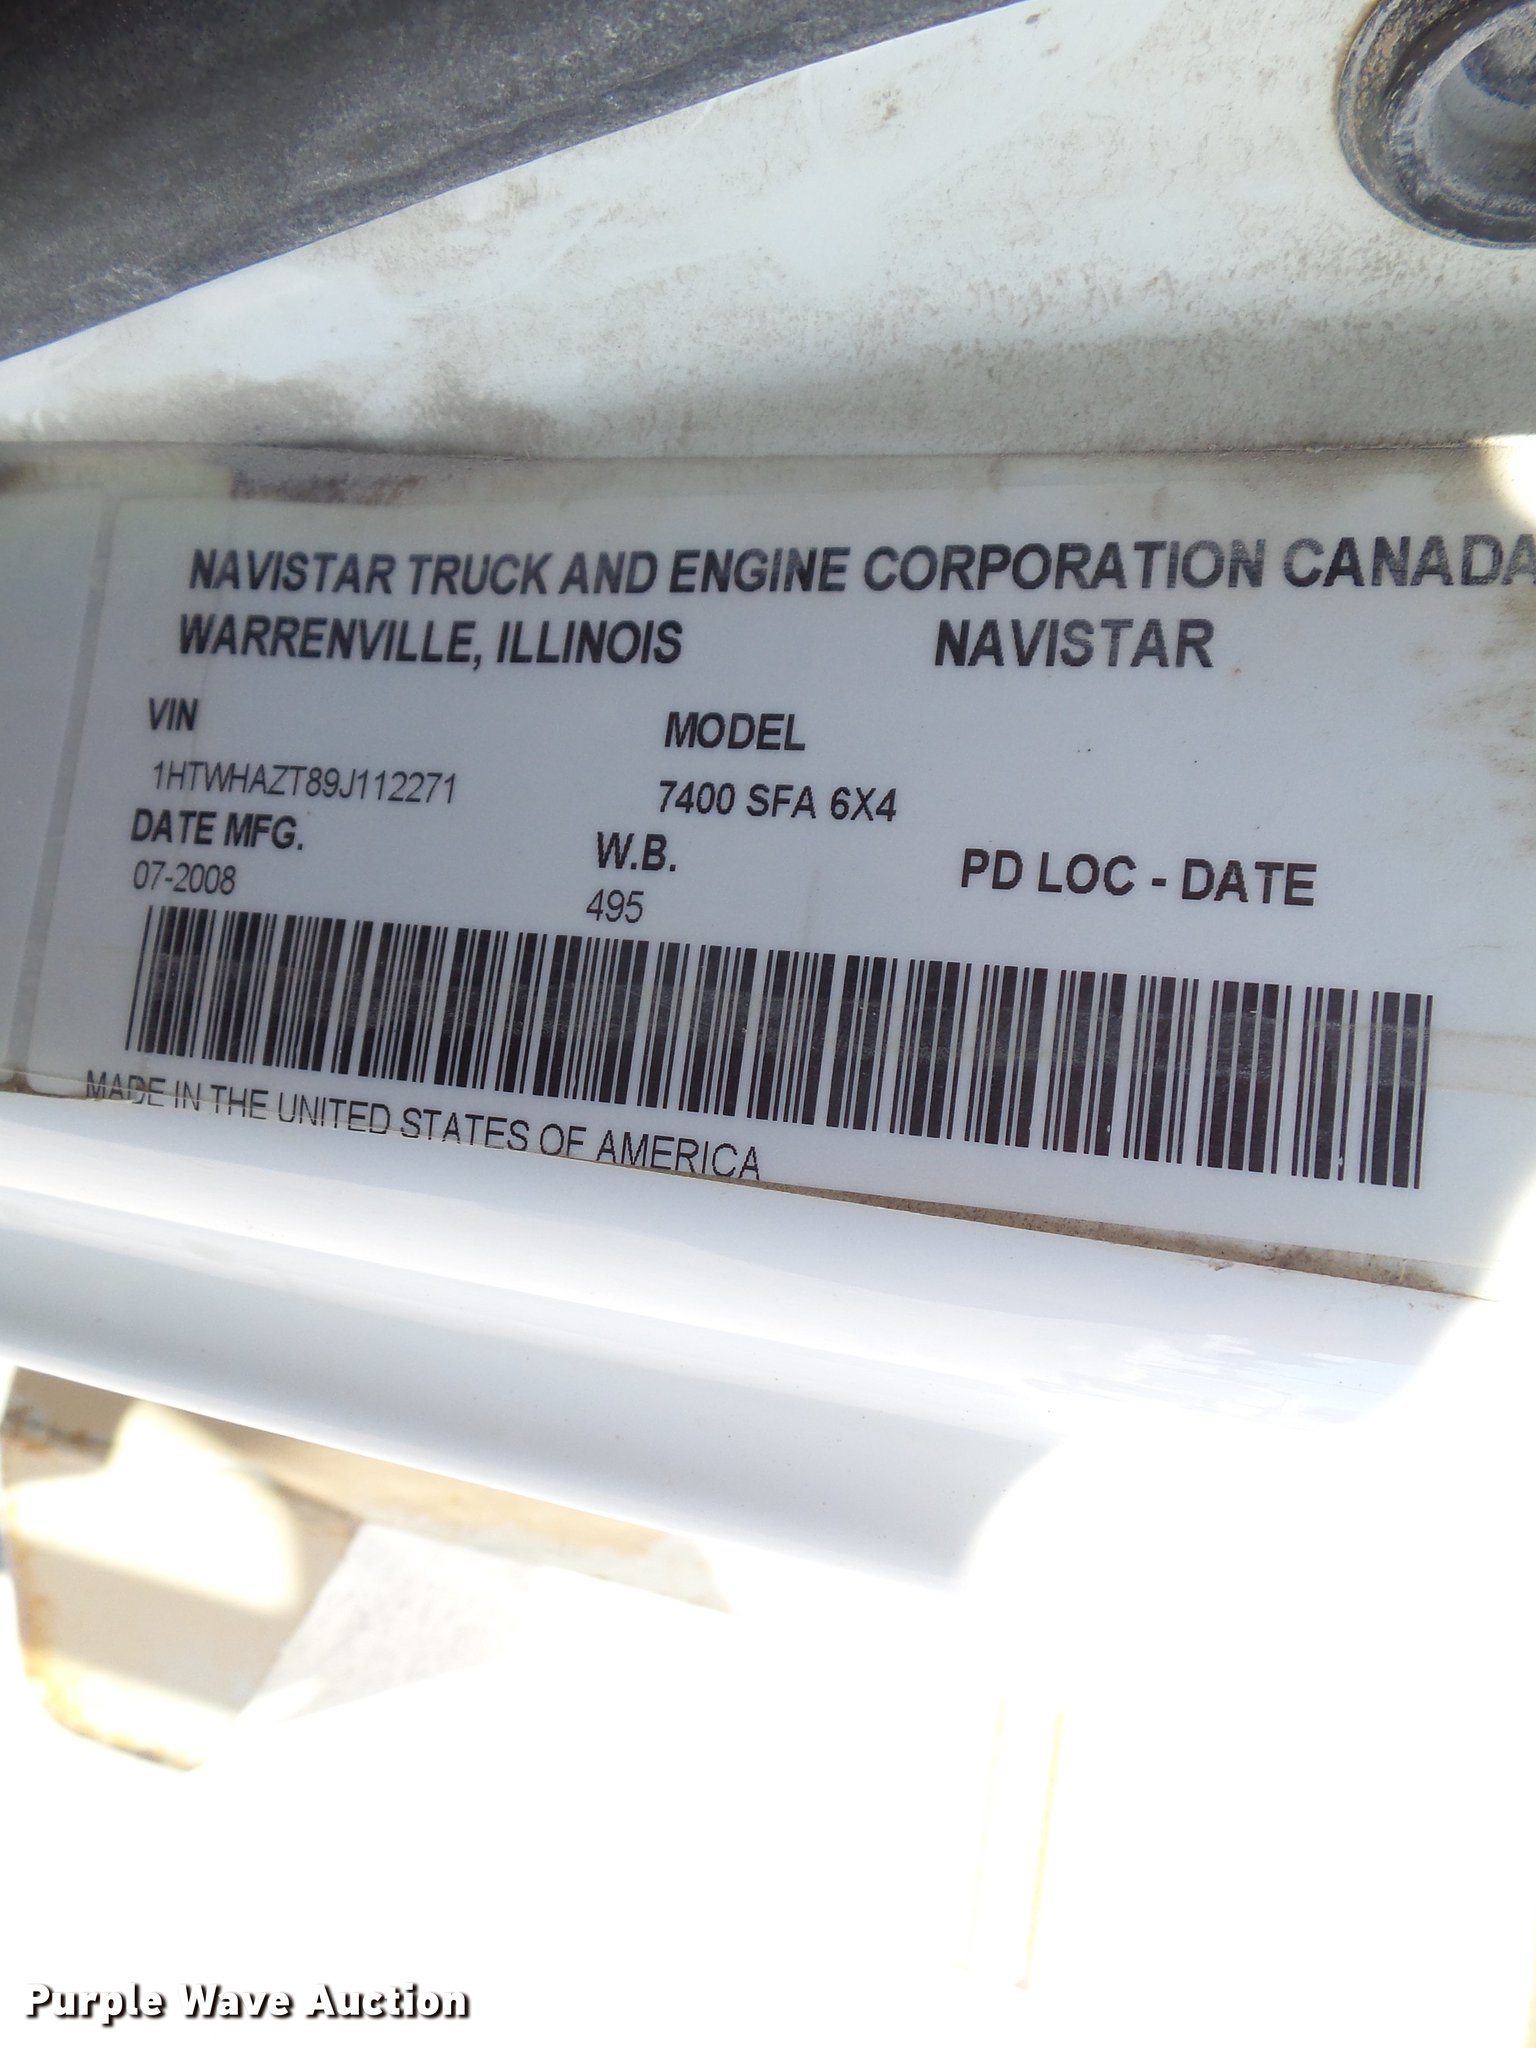 NAVISTAR TRUCK AND ENGINE CORPORATION CANADA
WARRENVILLE, ILLINOIS NAVISTAR
VIN MODEL
1HTWHAZT89J112271 7400 SFA 6X4
DATE MFG. W.B. PD LOC - DATE
07-2008 495
MADE IN THE UNITED STATES OF AMERICA
Purple Wave Auction